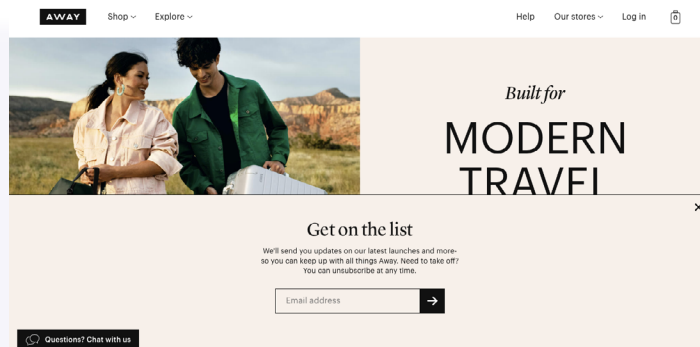 AWAY
Shop
Explore
Help
Our stores
Log in
0
Built for
MODERN
TRAVEL
Get on the list
We'll send you updates on our latest launches and more-
so you can keep up with all things Away. Need to take off?
You can unsubscribe at any time.
Email address
Questions? Chat with us